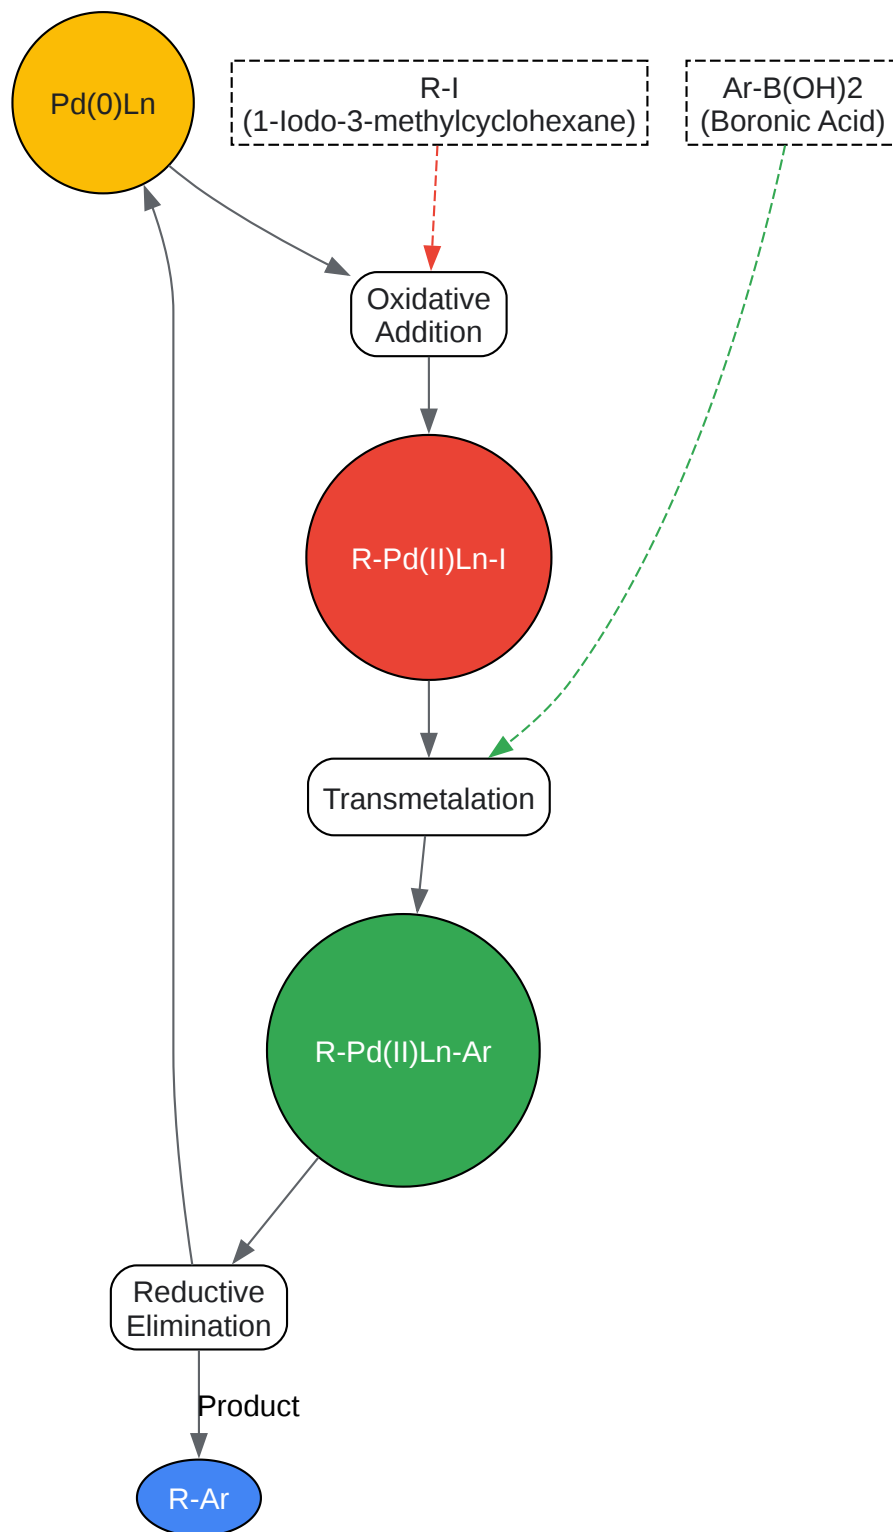 Pd(0)Ln
R-I
(1-Iodo-3-methylcyclohexane)
Ar-B(OH)2
(Boronic Acid)
Oxidative
Addition
R-Pd(II)Ln-I
Transmetalation
R-Pd(II)Ln-Ar
Reductive
Elimination
Product
R-Ar